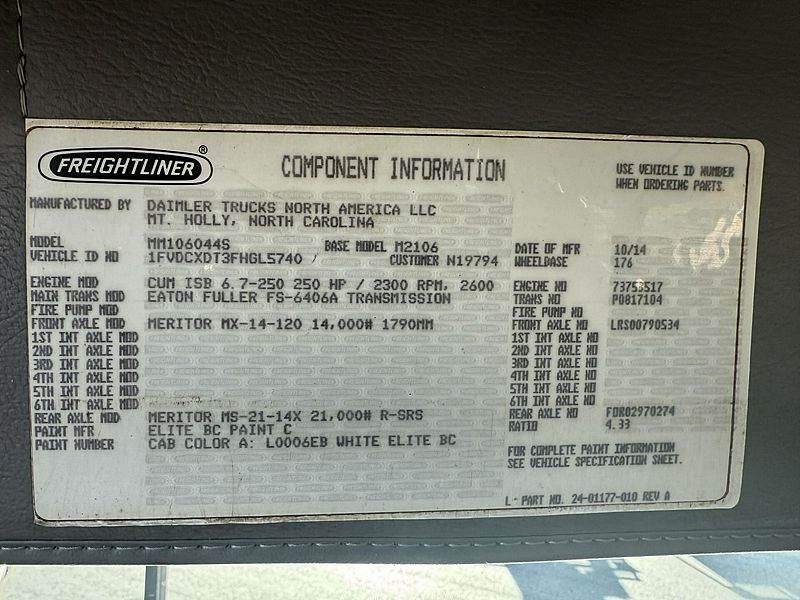 FREIGHTLINER®
COMPONENT INFORMATION
USE VEHICLE ID NUMBER
WHEN ORDERING PARTS.
MANUFACTURED BY DAIMLER TRUCKS NORTH AMERICA LLC
MT. HOLLY, NORTH CAROLINA
MODEL MM106044S BASE MODEL M2106 DATE OF MFR 10/14
VEHICLE ID NO 1FVDCXDT3FHGL5740 / CUSTOMER N19794 WHEELBASE 176
ENGINE MOD CUM ISB 6.7-250 250 HP / 2300 RPM, 2600 ENGINE NO 73753517
MAIN TRANS MOD EATON FULLER FS-6406A TRANSMISSION TRANS NO P0817104
FIRE PUMP MOD FIRE PUMP NO
FRONT AXLE MOD MERITOR MX-14-120 14,000# 1790MM FRONT AXLE NO LRS00790534
1ST INT AXLE MOD 1ST INT AXLE NO
2ND INT AXLE MOD 2ND INT AXLE NO
3RD INT AXLE MOD 3RD INT AXLE NO
4TH INT AXLE MOD 4TH INT AXLE NO
5TH INT AXLE MOD 5TH INT AXLE NO
6TH INT AXLE MOD 6TH INT AXLE NO
REAR AXLE MOD MERITOR MS-21-14X 21,000# R-SRS REAR AXLE NO FDR02970274
PAINT MFR ELITE BC PAINT C RATIO 4.33
PAINT NUMBER CAB COLOR A: L0006EB WHITE ELITE BC
FOR COMPLETE PAINT INFORMATION
SEE VEHICLE SPECIFICATION SHEET.
L - PART NO. 24-01177-010 REV A